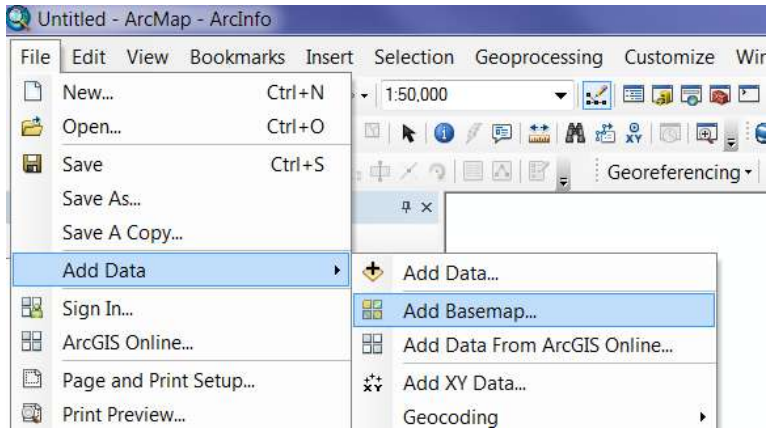 Untitled - ArcMap - ArcInfo
File Edit View Bookmarks Insert Selection Geoprocessing Customize
1:50,000
Georeferencing
New... Ctrl+N
Open... Ctrl+O
Save Ctrl+S
Save As...
Save A Copy...
Add Data
Sign In...
ArcGIS Online...
Page and Print Setup...
Print Preview...
Add Data...
Add Basemap...
Add Data From ArcGIS Online...
Add XY Data...
Geocoding